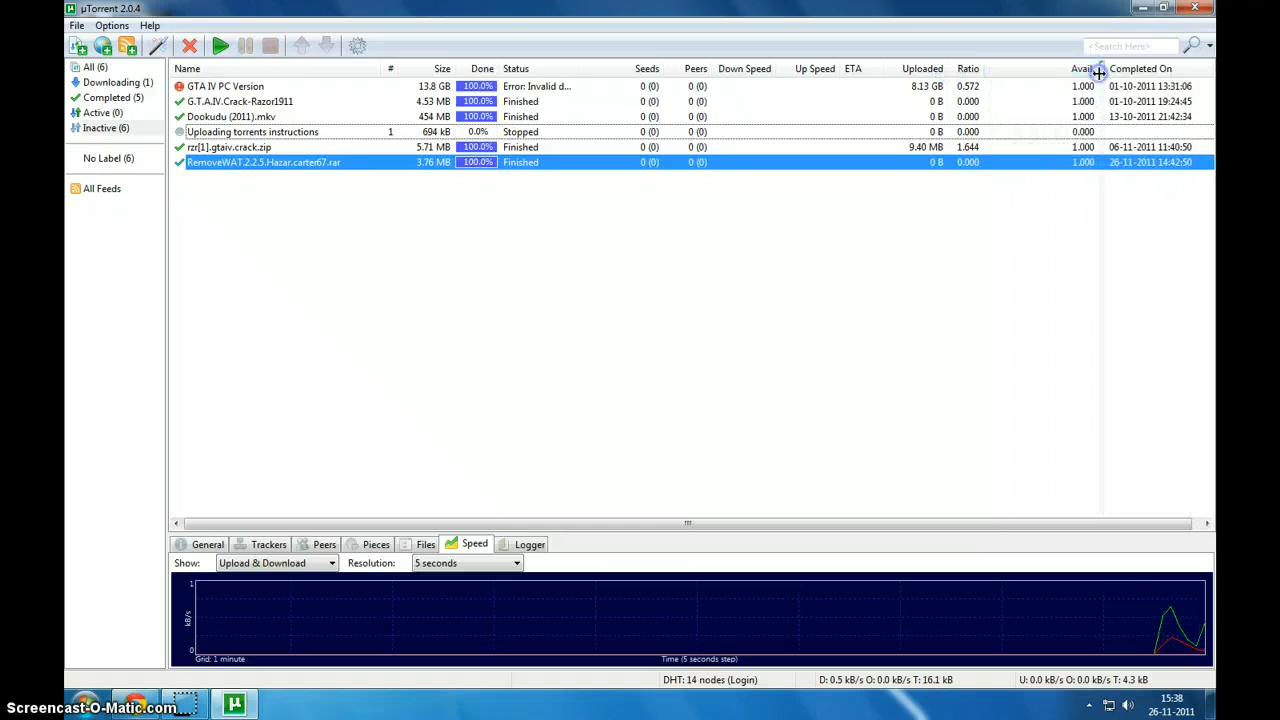 µTorrent 2.0.4
File Options Help
<Search Here>
All (6)
Downloading (1)
Completed (5)
Active (0)
Inactive (6)
No Label (6)
All Feeds
Name # Size Done Status Seeds Peers Down Speed Up Speed ETA Uploaded Ratio Avail Completed On
GTA IV PC Version 13.8 GB 100.0% Error: Invalid d... 0 (0) 0 (0) 8.13 GB 0.572 1.000 01-10-2011 13:31:06
G.T.A.IV.Crack-Razor1911 4.53 MB 100.0% Finished 0 (0) 0 (0) 0 B 0.000 1.000 01-10-2011 19:24:45
Dookudu (2011).mkv 454 MB 100.0% Finished 0 (0) 0 (0) 0 B 0.000 1.000 13-10-2011 21:42:34
Uploading torrents instructions 1 694 kB 0.0% Stopped 0 (0) 0 (0) 0 B 0.000 0.000
rzr[1].gtaiv.crack.zip 5.71 MB 100.0% Finished 0 (0) 0 (0) 9.40 MB 1.644 1.000 06-11-2011 11:40:50
RemoveWAT.2.2.5.Hazar.carter67.rar 3.76 MB 100.0% Finished 0 (0) 0 (0) 0 B 0.000 1.000 26-11-2011 14:42:50
General Trackers Peers Pieces Files Speed Logger
Show: Upload & Download Resolution: 5 seconds
1
kB/s
0
Grid: 1 minute Time (5 seconds step)
DHT: 14 nodes (Login) D: 0.5 kB/s O: 0.0 kB/s T: 16.1 kB U: 0.0 kB/s O: 0.0 kB/s T: 4.3 kB
15:38
26-11-2011
Screencast-O-Matic.com